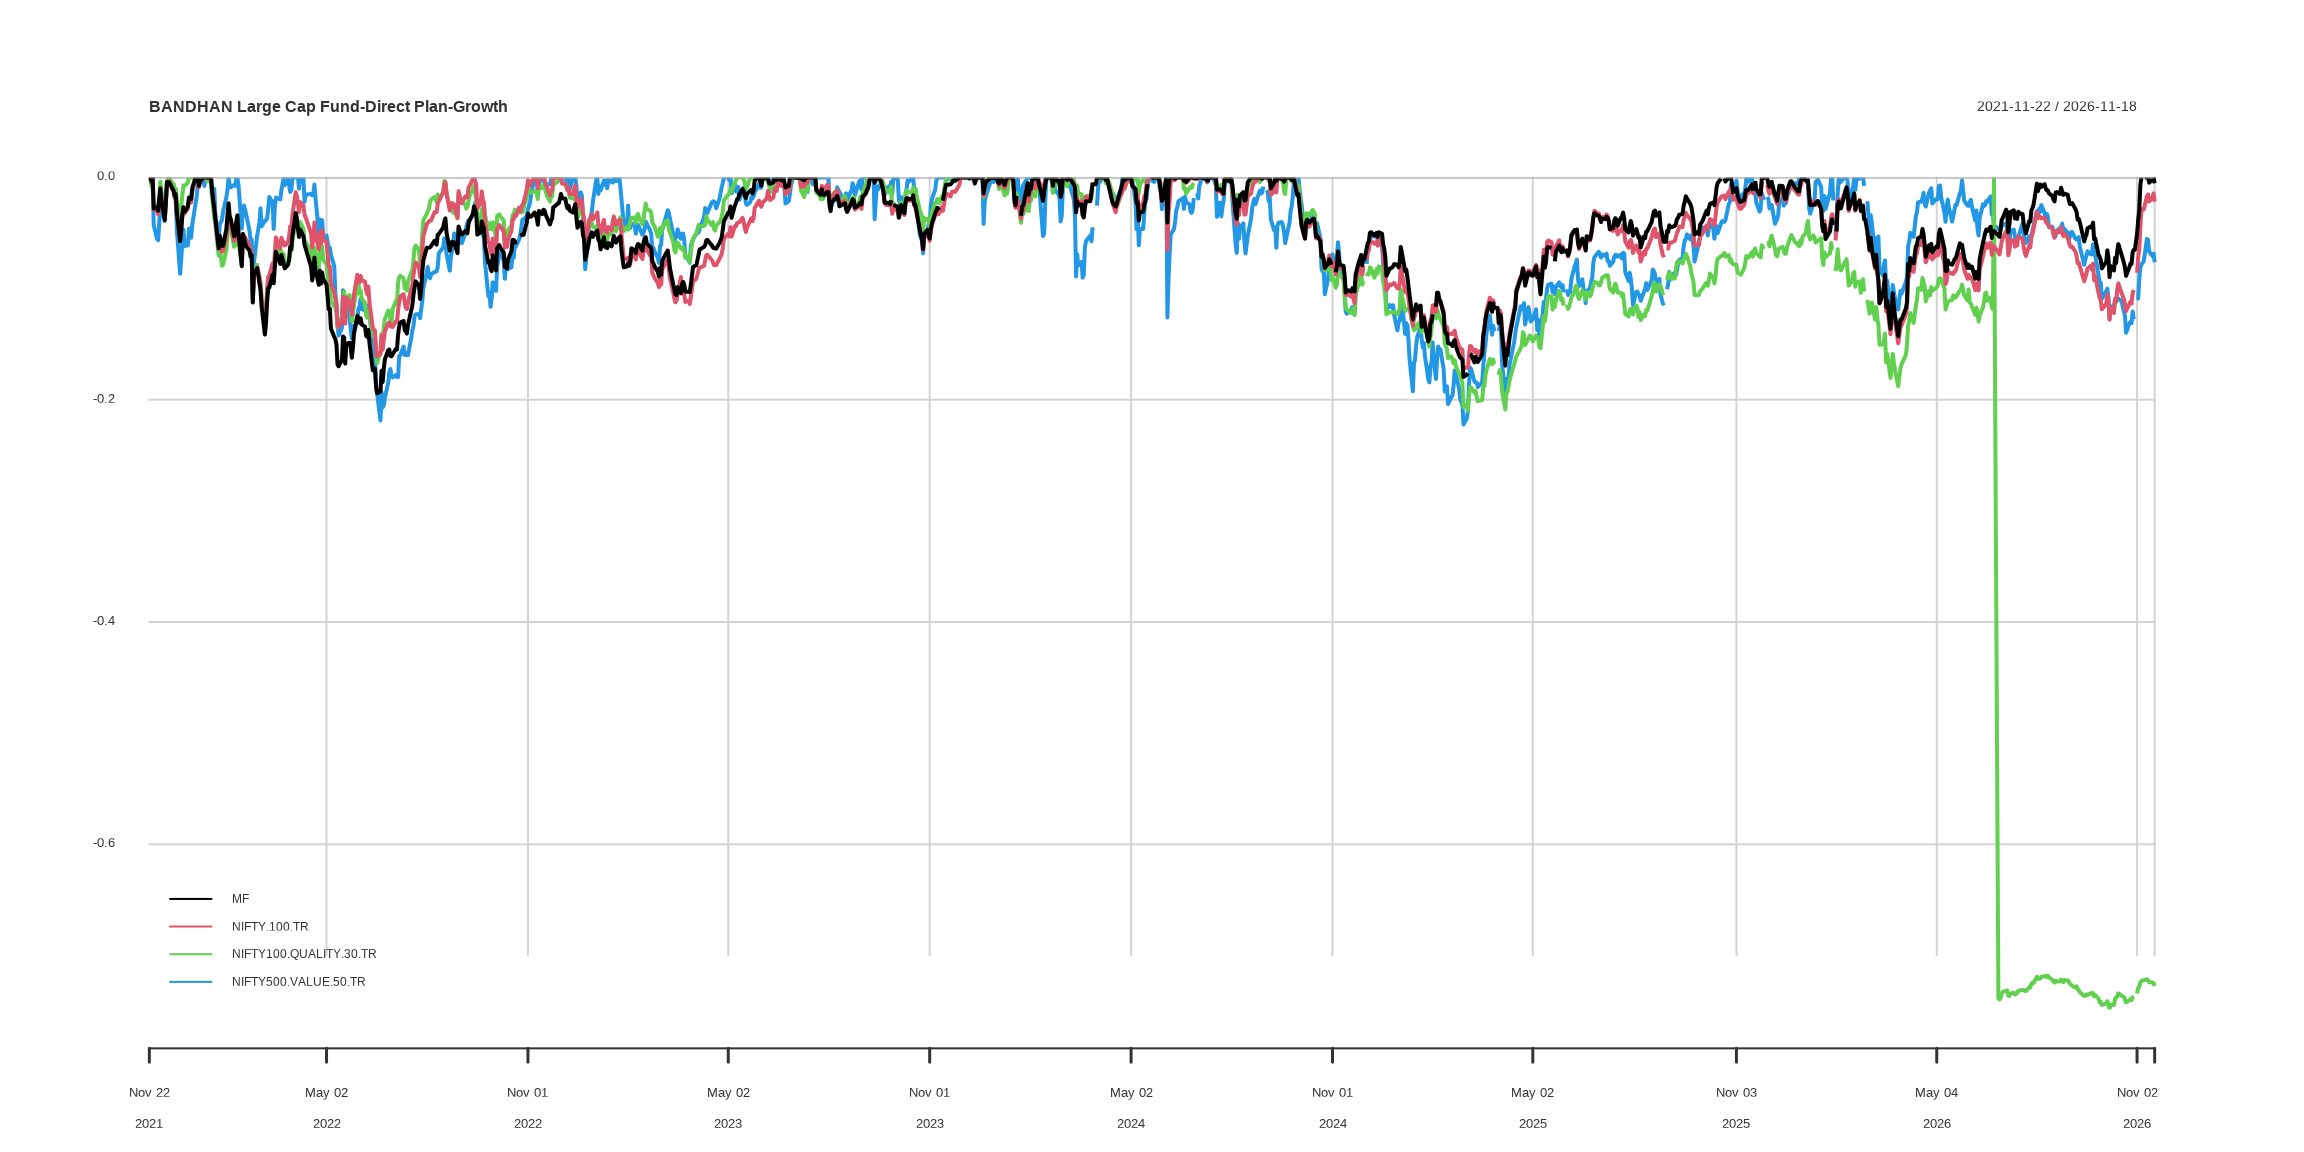 BANDHAN Large Cap Fund-Direct Plan-Growth
2021-11-22 / 2026-11-18
0.0
-0.2
-0.4
-0.6
MF
NIFTY.100.TR
NIFTY100.QUALITY.30.TR
NIFTY500.VALUE.50.TR
Nov 22 May 02 Nov 01 May 02 Nov 01 May 02 Nov 01 May 02 Nov 03 May 04 Nov 02
2021 2022 2022 2023 2023 2024 2024 2025 2025 2026 2026